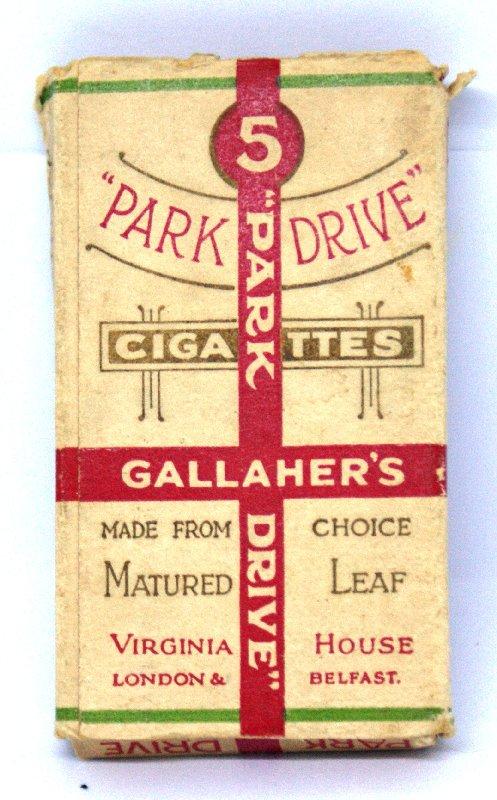 5
"PARK DRIVE"
"PARK DRIVE"
CIGA TTES
GALLAHER'S
MADE FROM CHOICE
MATURED LEAF
VIRGINIA HOUSE
LONDON & BELFAST.
PARK DRIVE